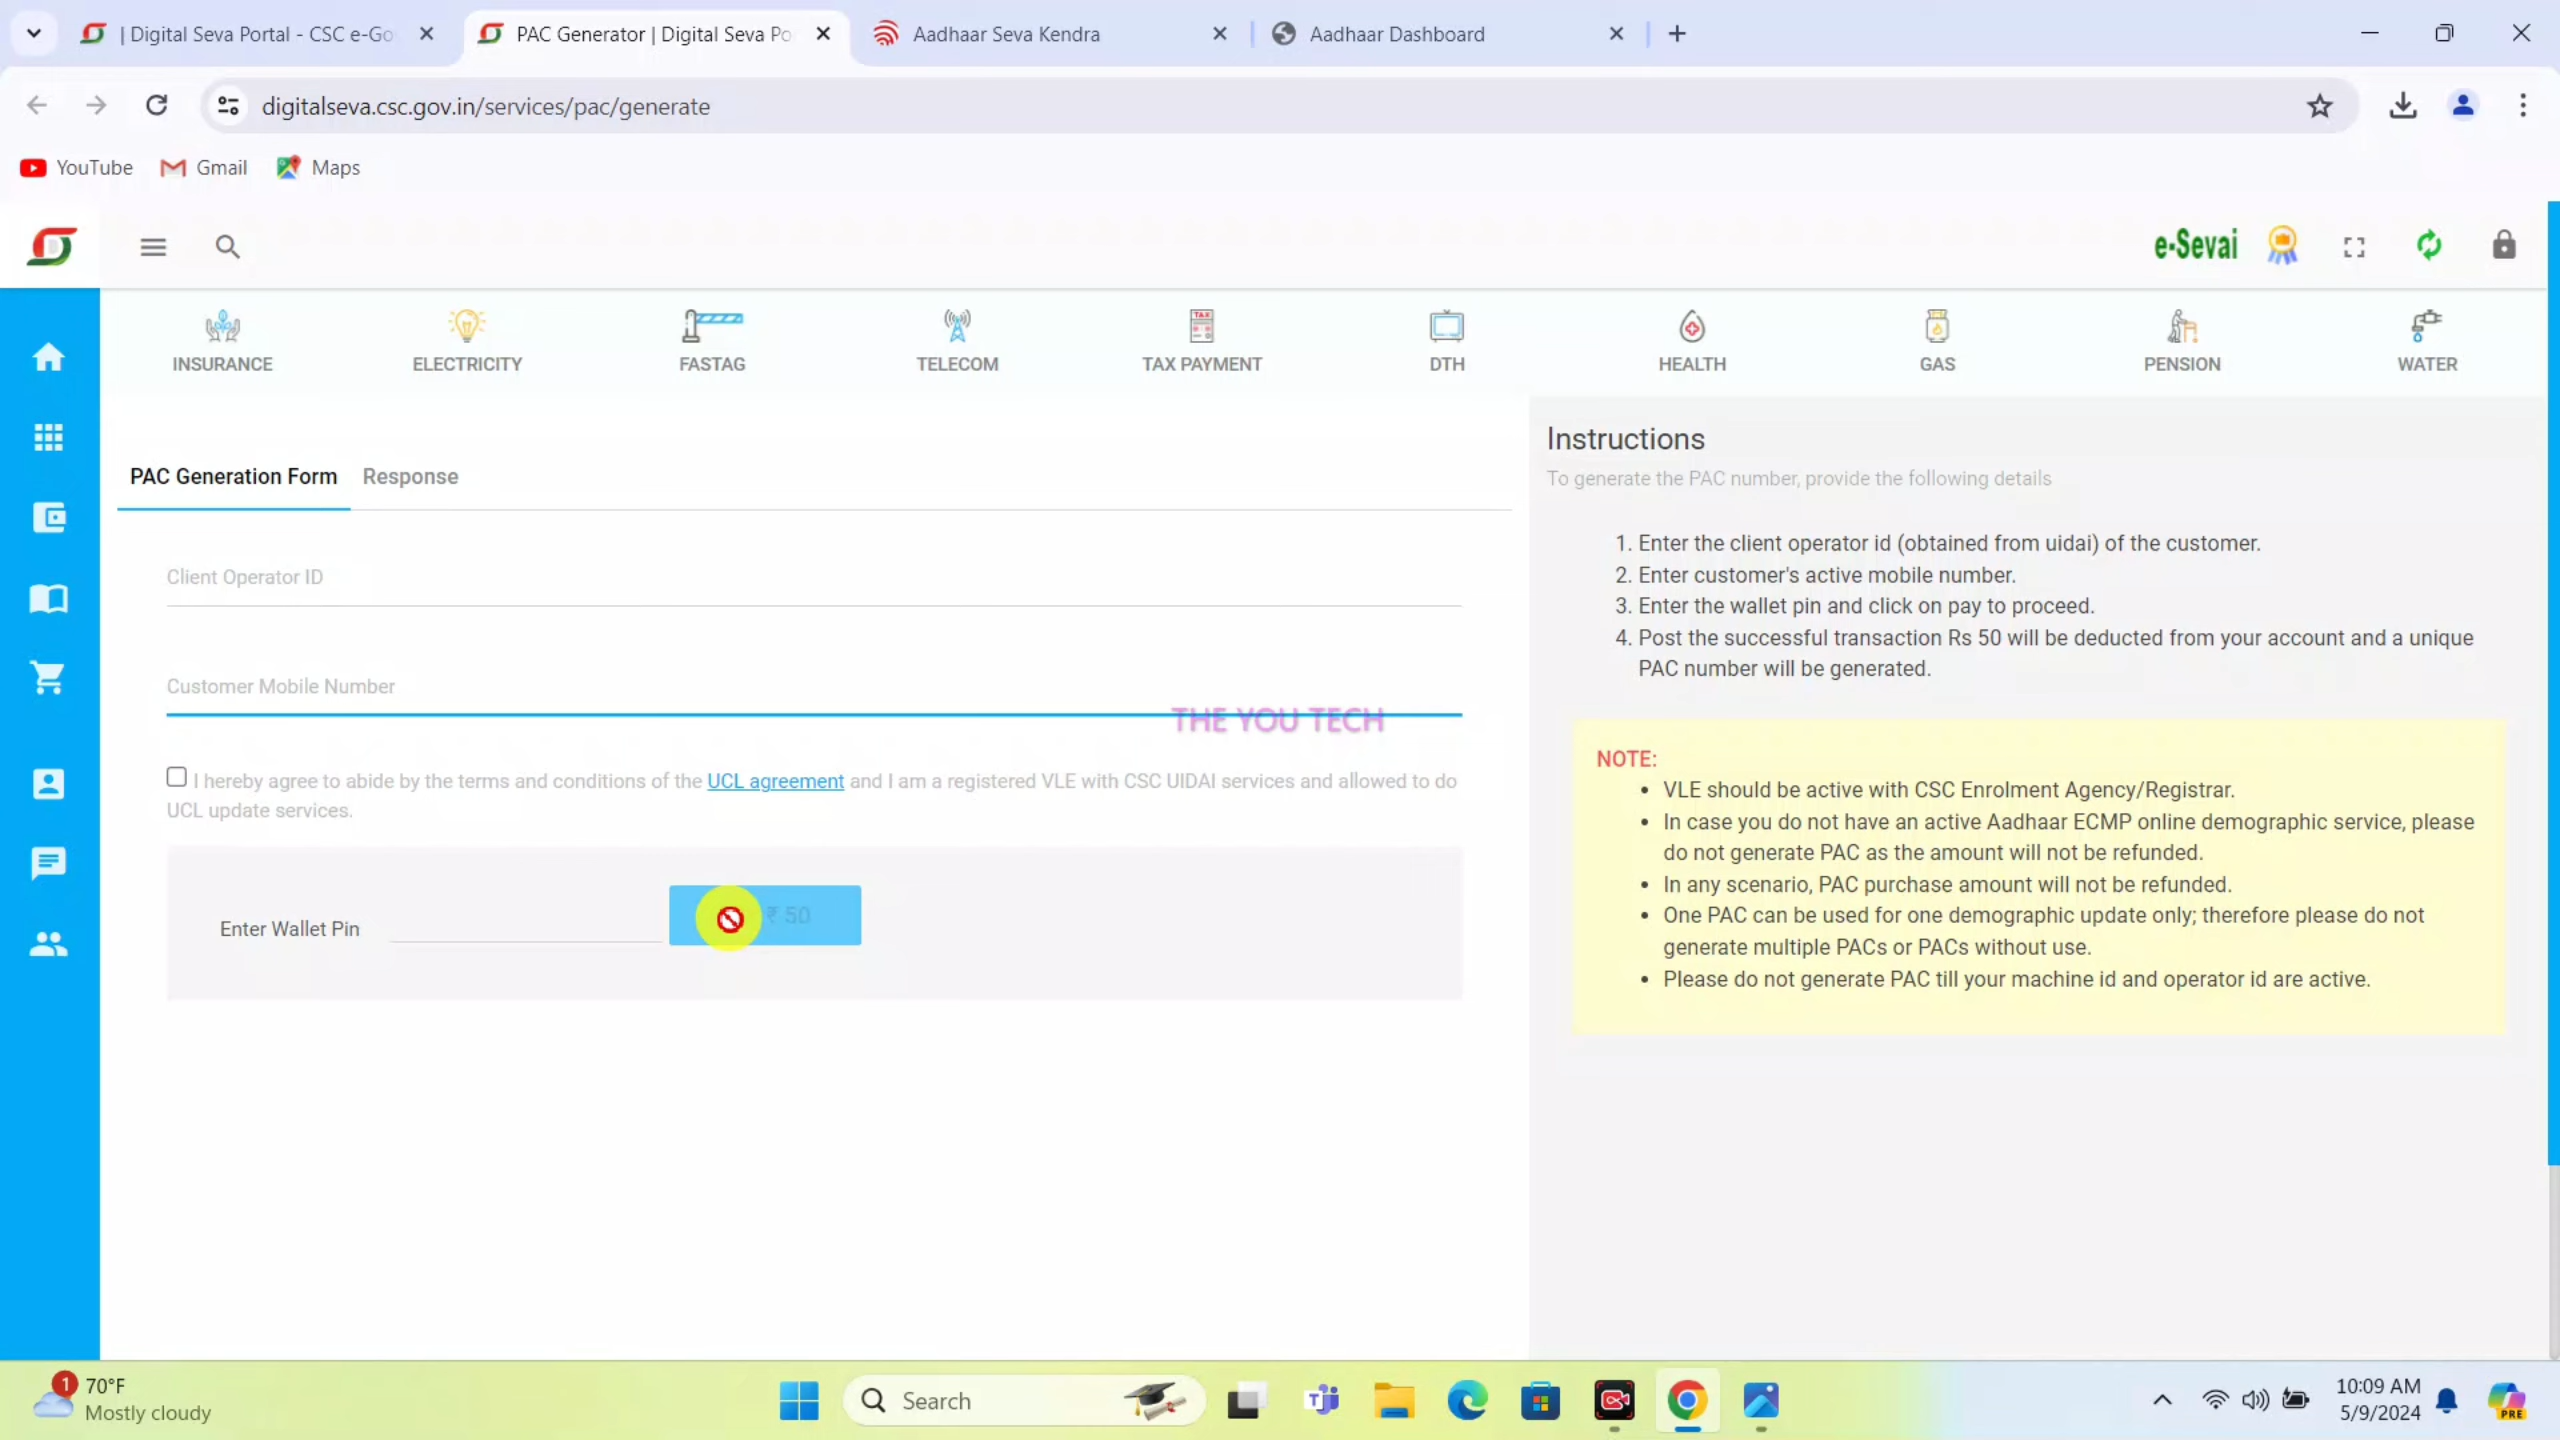 | Digital Seva Portal - CSC e-Go
PAC Generator | Digital Seva Po
Aadhaar Seva Kendra
Aadhaar Dashboard
digitalseva.csc.gov.in/services/pac/generate
YouTube
Gmail
Maps
e-Sevai
INSURANCE
ELECTRICITY
FASTAG
TELECOM
TAX PAYMENT
DTH
HEALTH
GAS
PENSION
WATER
PAC Generation Form
Response
Client Operator ID
Customer Mobile Number
THE YOU TECH
I hereby agree to abide by the terms and conditions of the UCL agreement and I am a registered VLE with CSC UIDAI services and allowed to do
UCL update services.
Enter Wallet Pin
₹ 50
Instructions
To generate the PAC number, provide the following details
1. Enter the client operator id (obtained from uidai) of the customer.
2. Enter customer's active mobile number.
3. Enter the wallet pin and click on pay to proceed.
4. Post the successful transaction Rs 50 will be deducted from your account and a unique
PAC number will be generated.
NOTE:
• VLE should be active with CSC Enrolment Agency/Registrar.
• In case you do not have an active Aadhaar ECMP online demographic service, please
do not generate PAC as the amount will not be refunded.
• In any scenario, PAC purchase amount will not be refunded.
• One PAC can be used for one demographic update only; therefore please do not
generate multiple PACs or PACs without use.
• Please do not generate PAC till your machine id and operator id are active.
1
70°F
Mostly cloudy
Search
10:09 AM
5/9/2024
PRE